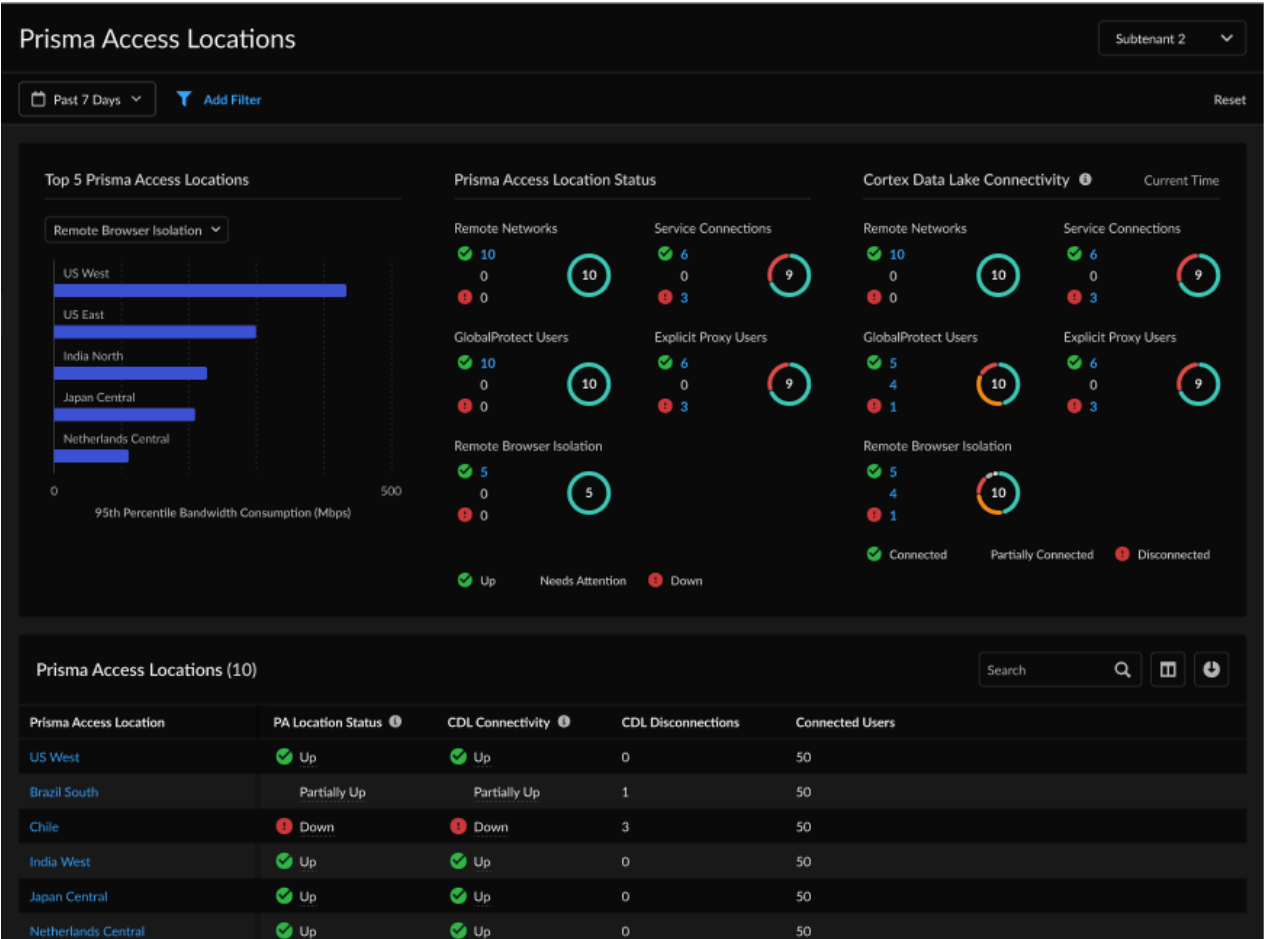 Prisma Access Locations
Subtenant 2
Past 7 Days
Add Filter
Reset
Top 5 Prisma Access Locations
Remote Browser Isolation
US West
US East
India North
Japan Central
Netherlands Central
0 500
95th Percentile Bandwidth Consumption (Mbps)
Prisma Access Location Status
Remote Networks
10
0
0
10
Service Connections
6
0
3
9
GlobalProtect Users
10
0
0
10
Explicit Proxy Users
6
0
3
9
Remote Browser Isolation
5
0
0
5
Up Needs Attention Down
Cortex Data Lake Connectivity Current Time
Remote Networks
10
0
0
10
Service Connections
6
0
3
9
GlobalProtect Users
5
4
1
10
Explicit Proxy Users
6
0
3
9
Remote Browser Isolation
5
4
1
10
Connected Partially Connected Disconnected
Prisma Access Locations (10)
Search
Prisma Access Location PA Location Status CDL Connectivity CDL Disconnections Connected Users
US West Up Up 0 50
Brazil South Partially Up Partially Up 1 50
Chile Down Down 3 50
India West Up Up 0 50
Japan Central Up Up 0 50
Netherlands Central Up Up 0 50